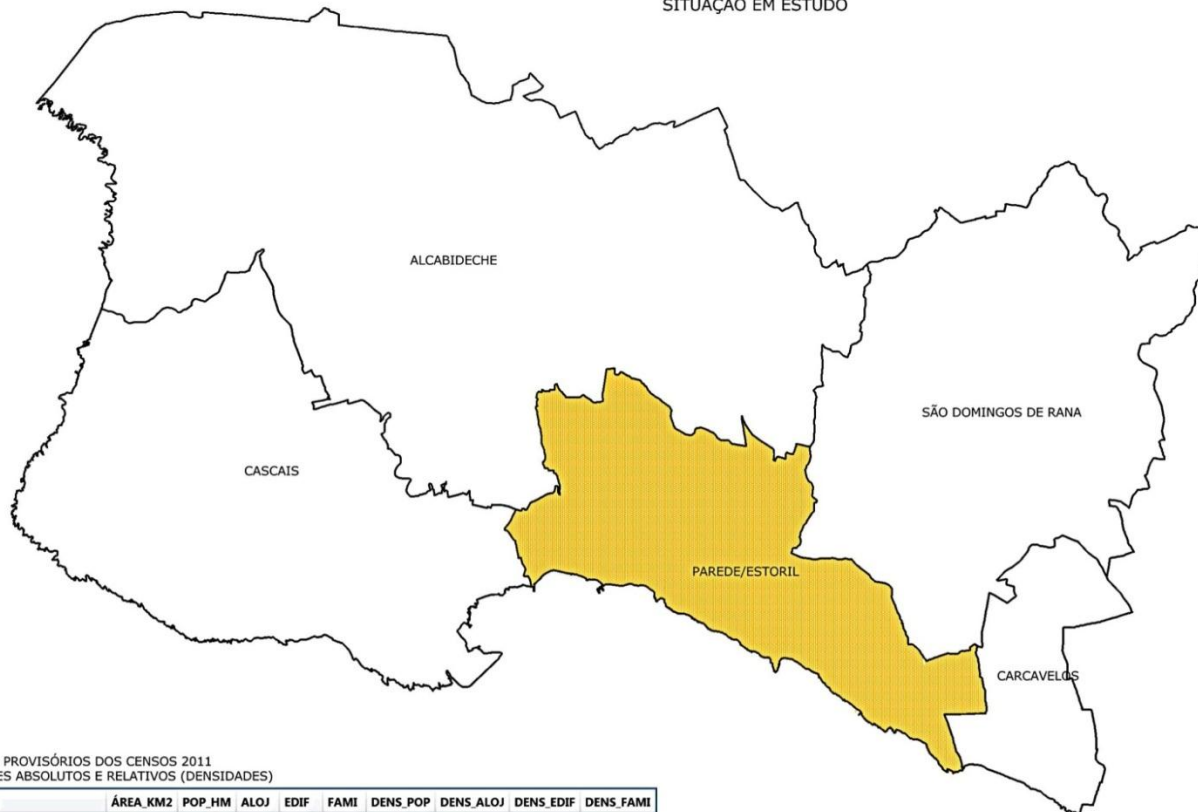 SITUAÇÃO EM ESTUDO
ALCABIDECHE
SÃO DOMINGOS DE RANA
CASCAIS
PAREDE/ESTORIL
CARCAVELOS
PROVISÓRIOS DOS CENSOS 2011
ES ABSOLUTOS E RELATIVOS (DENSIDADES)
ÁREA_KM2 POP_HM ALOJ EDIF FAMI DENS_POP DENS_ALOJ DENS_EDIF DENS_FAMI